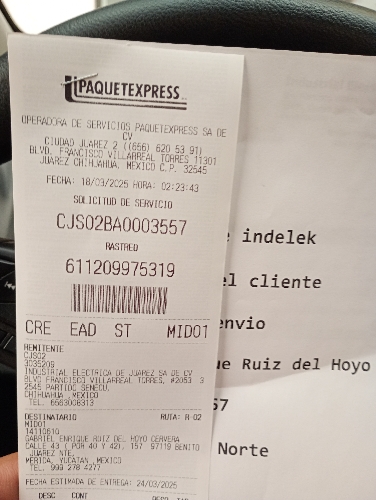 PAQUETEXPRESS
OPERADORA DE SERVICIOS PAQUETEXPRESS SA DE
CV
CIUDAD JUAREZ 2 ((656) 620 53 91)
BLVD. FRANCISCO VILLARREAL TORRES 11301
JUAREZ CHIHUAHUA, MEXICO C.P. 32545
FECHA: 18/03/2025 HORA: 02:23:43
SOLICITUD DE SERVICIO
CJS02BA0003557
RASTREO
611209975319
CRE EAD ST MID01
REMITENTE
CJS02
3035209
INDUSTRIAL ELECTRICA DE JUAREZ SA DE CV
BLVD FRANCISCO VILLARREAL TORRES, #2053 3
2545 PARTIDO SENECU,
CHIHUAHUA ,MEXICO
TEL. 6563008313
DESTINATARIO RUTA: R-02
MID01
14110610
GABRIEL ENRIQUE RUIZ DEL HOYO CERVERA
CALLE 43 ( POR 40 Y 42), 157 97119 BENITO
JUAREZ NTE,
MERIDA, YUCATAN ,MEXICO
TEL. 999 278 4277
FECHA ESTIMADA DE ENTREGA: 24/03/2025
DESC CONT
e indelek
el cliente
envio
ue Ruiz del Hoyo
57
Norte